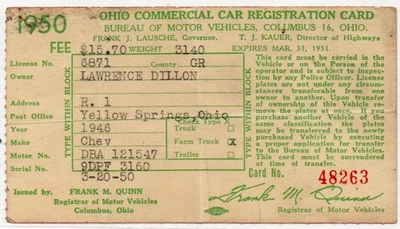 1950 OHIO COMMERCIAL CAR REGISTRATION CARD
BUREAU OF MOTOR VEHICLES, COLUMBUS 16, OHIO.
FRANK J. LAUSCHE, Governor. T. J. KAUER, Director of Highways
FEE $15.70 WEIGHT 3140 EXPIRES MAR. 31, 1951.
License No. 6871 County GR
Owner LAWRENCE DILLON
Address R. 1
Post Office Yellow Springs, Ohio
Check Type X
Year 1946 Truck
Make Chev Farm Truck X
Motor No. DBA 121547 Trailer
Serial No. 9DPF 3160
3-20-50
TYPE WITHIN BLOCK
TYPE WITHIN BLOCK
Issued by: FRANK M. QUINN
Registrar of Motor Vehicles
Columbus, Ohio
This card must be carried in the
Vehicle or on the Person of the
operator and is subject to inspection
by any Police Officer. License
plates are not under any circumstances
transferable from one
owner to another. Upon transfer
of ownership of this Vehicle remove
the plates at once. If you
purchase another Vehicle of
same classification the plates
may be transferred to the newly
purchased Vehicle by executing
a proper application for transfer
to the Bureau of Motor Vehicles.
This card must be surrendered
at time of transfer.
Card No. 48263
Frank M. Quinn
Registrar of Motor Vehicles